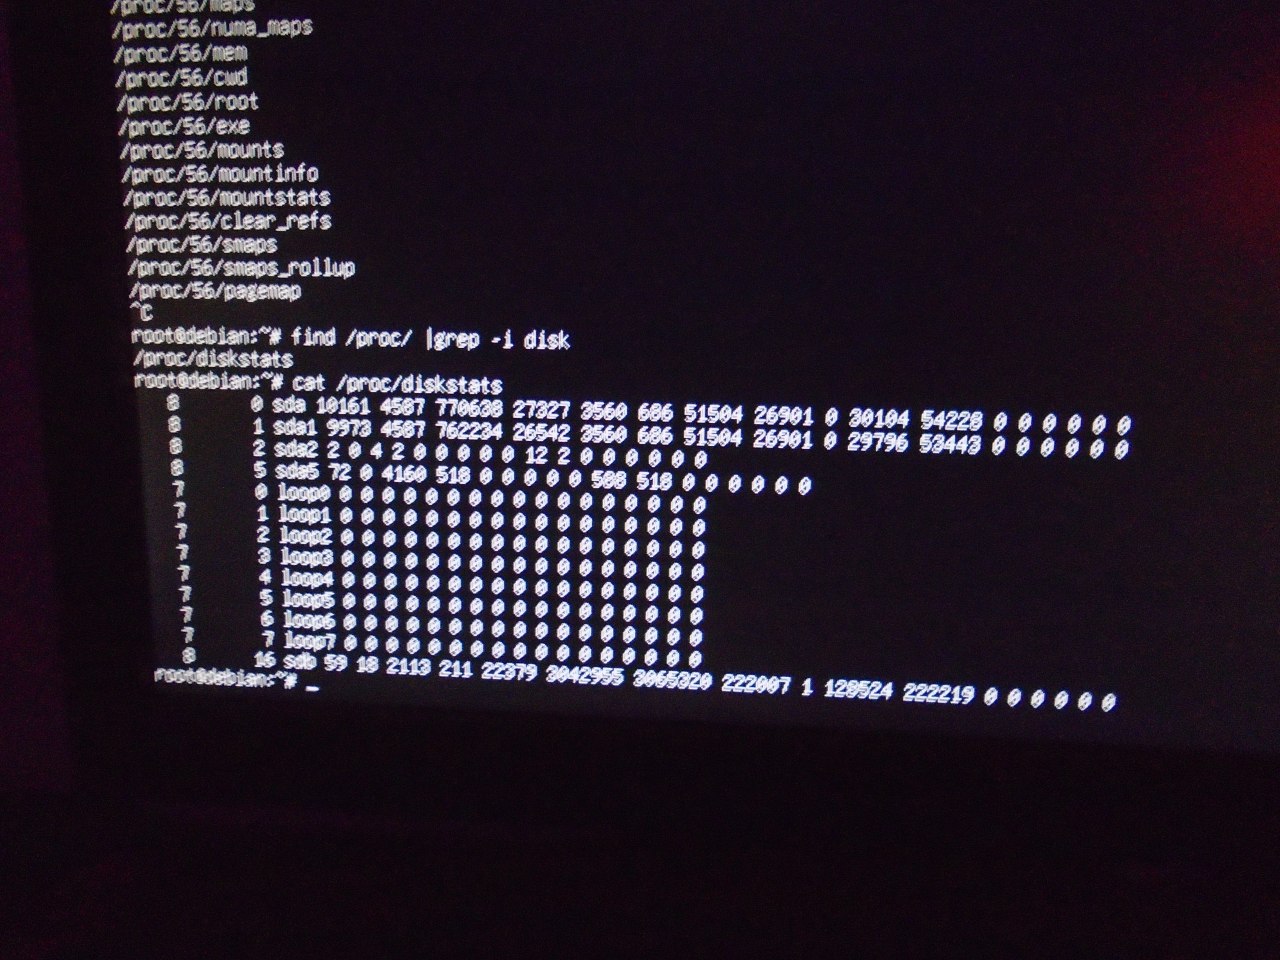 /proc/56/maps
/proc/56/numa_maps
/proc/56/mem
/proc/56/cwd
/proc/56/root
/proc/56/exe
/proc/56/mounts
/proc/56/mountinfo
/proc/56/mountstats
/proc/56/clear_refs
/proc/56/smaps
/proc/56/smaps_rollup
/proc/56/pagemap
^C
root@debian:~# find /proc/ |grep -i disk
/proc/diskstats
root@debian:~# cat /proc/diskstats
8 0 sda 10161 4587 770638 27327 3560 686 51504 26901 0 30104 54228 0 0 0 0 0 0
8 1 sda1 9973 4587 762234 26542 3560 686 51504 26901 0 29796 53443 0 0 0 0 0 0
8 2 sda2 2 0 4 2 0 0 0 0 0 12 2 0 0 0 0 0 0
8 5 sda5 72 0 4160 518 0 0 0 0 0 588 518 0 0 0 0 0 0
7 0 loop0 0 0 0 0 0 0 0 0 0 0 0 0 0 0 0 0 0
7 1 loop1 0 0 0 0 0 0 0 0 0 0 0 0 0 0 0 0 0
7 2 loop2 0 0 0 0 0 0 0 0 0 0 0 0 0 0 0 0 0
7 3 loop3 0 0 0 0 0 0 0 0 0 0 0 0 0 0 0 0 0
7 4 loop4 0 0 0 0 0 0 0 0 0 0 0 0 0 0 0 0 0
7 5 loop5 0 0 0 0 0 0 0 0 0 0 0 0 0 0 0 0 0
7 6 loop6 0 0 0 0 0 0 0 0 0 0 0 0 0 0 0 0 0
7 7 loop7 0 0 0 0 0 0 0 0 0 0 0 0 0 0 0 0 0
8 16 sdb 59 18 2113 211 22379 3042955 3065320 222007 1 128524 222219 0 0 0 0 0 0
root@debian:~# _